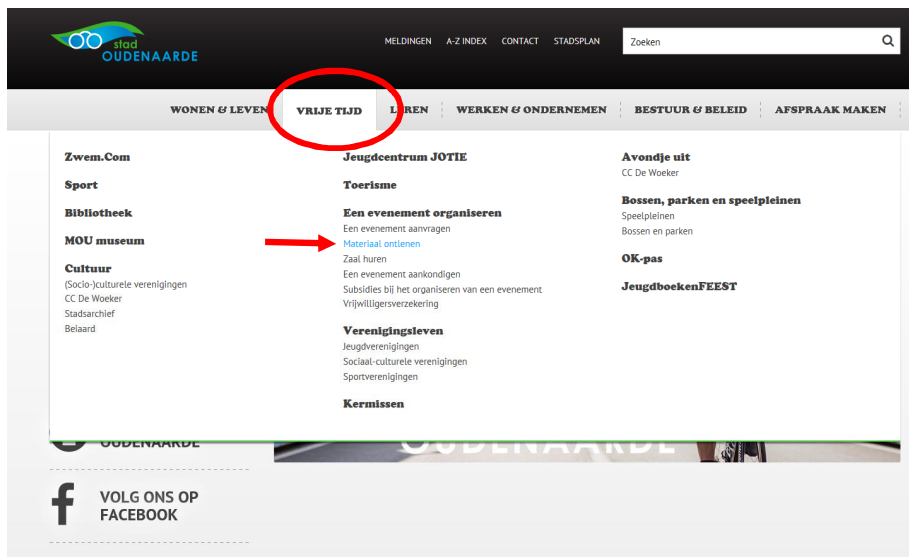 stad
OUDENAARDE
MELDINGEN A-Z INDEX CONTACT STADSPLAN
Zoeken
WONEN & LEVEN VRIJE TIJD LEREN WERKEN & ONDERNEMEN BESTUUR & BELEID AFSPRAAK MAKEN
Zwem.Com
Sport
Bibliotheek
MOU museum
Cultuur
(Socio-)culturele verenigingen
CC De Woeker
Stadsarchief
Beiaard
Jeugdcentrum JOTIE
Toerisme
Een evenement organiseren
Een evenement aanvragen
Materiaal ontlenen
Zaal huren
Een evenement aankondigen
Subsidies bij het organiseren van een evenement
Vrijwilligersverzekering
Verenigingsleven
Jeugdverenigingen
Sociaal-culturele verenigingen
Sportverenigingen
Kermissen
Avondje uit
CC De Woeker
Bossen, parken en speelpleinen
Speelpleinen
Bossen en parken
OK-pas
JeugdboekenFEEST
OUDENAARDE
OUDENAARDE
VOLG ONS OP
FACEBOOK